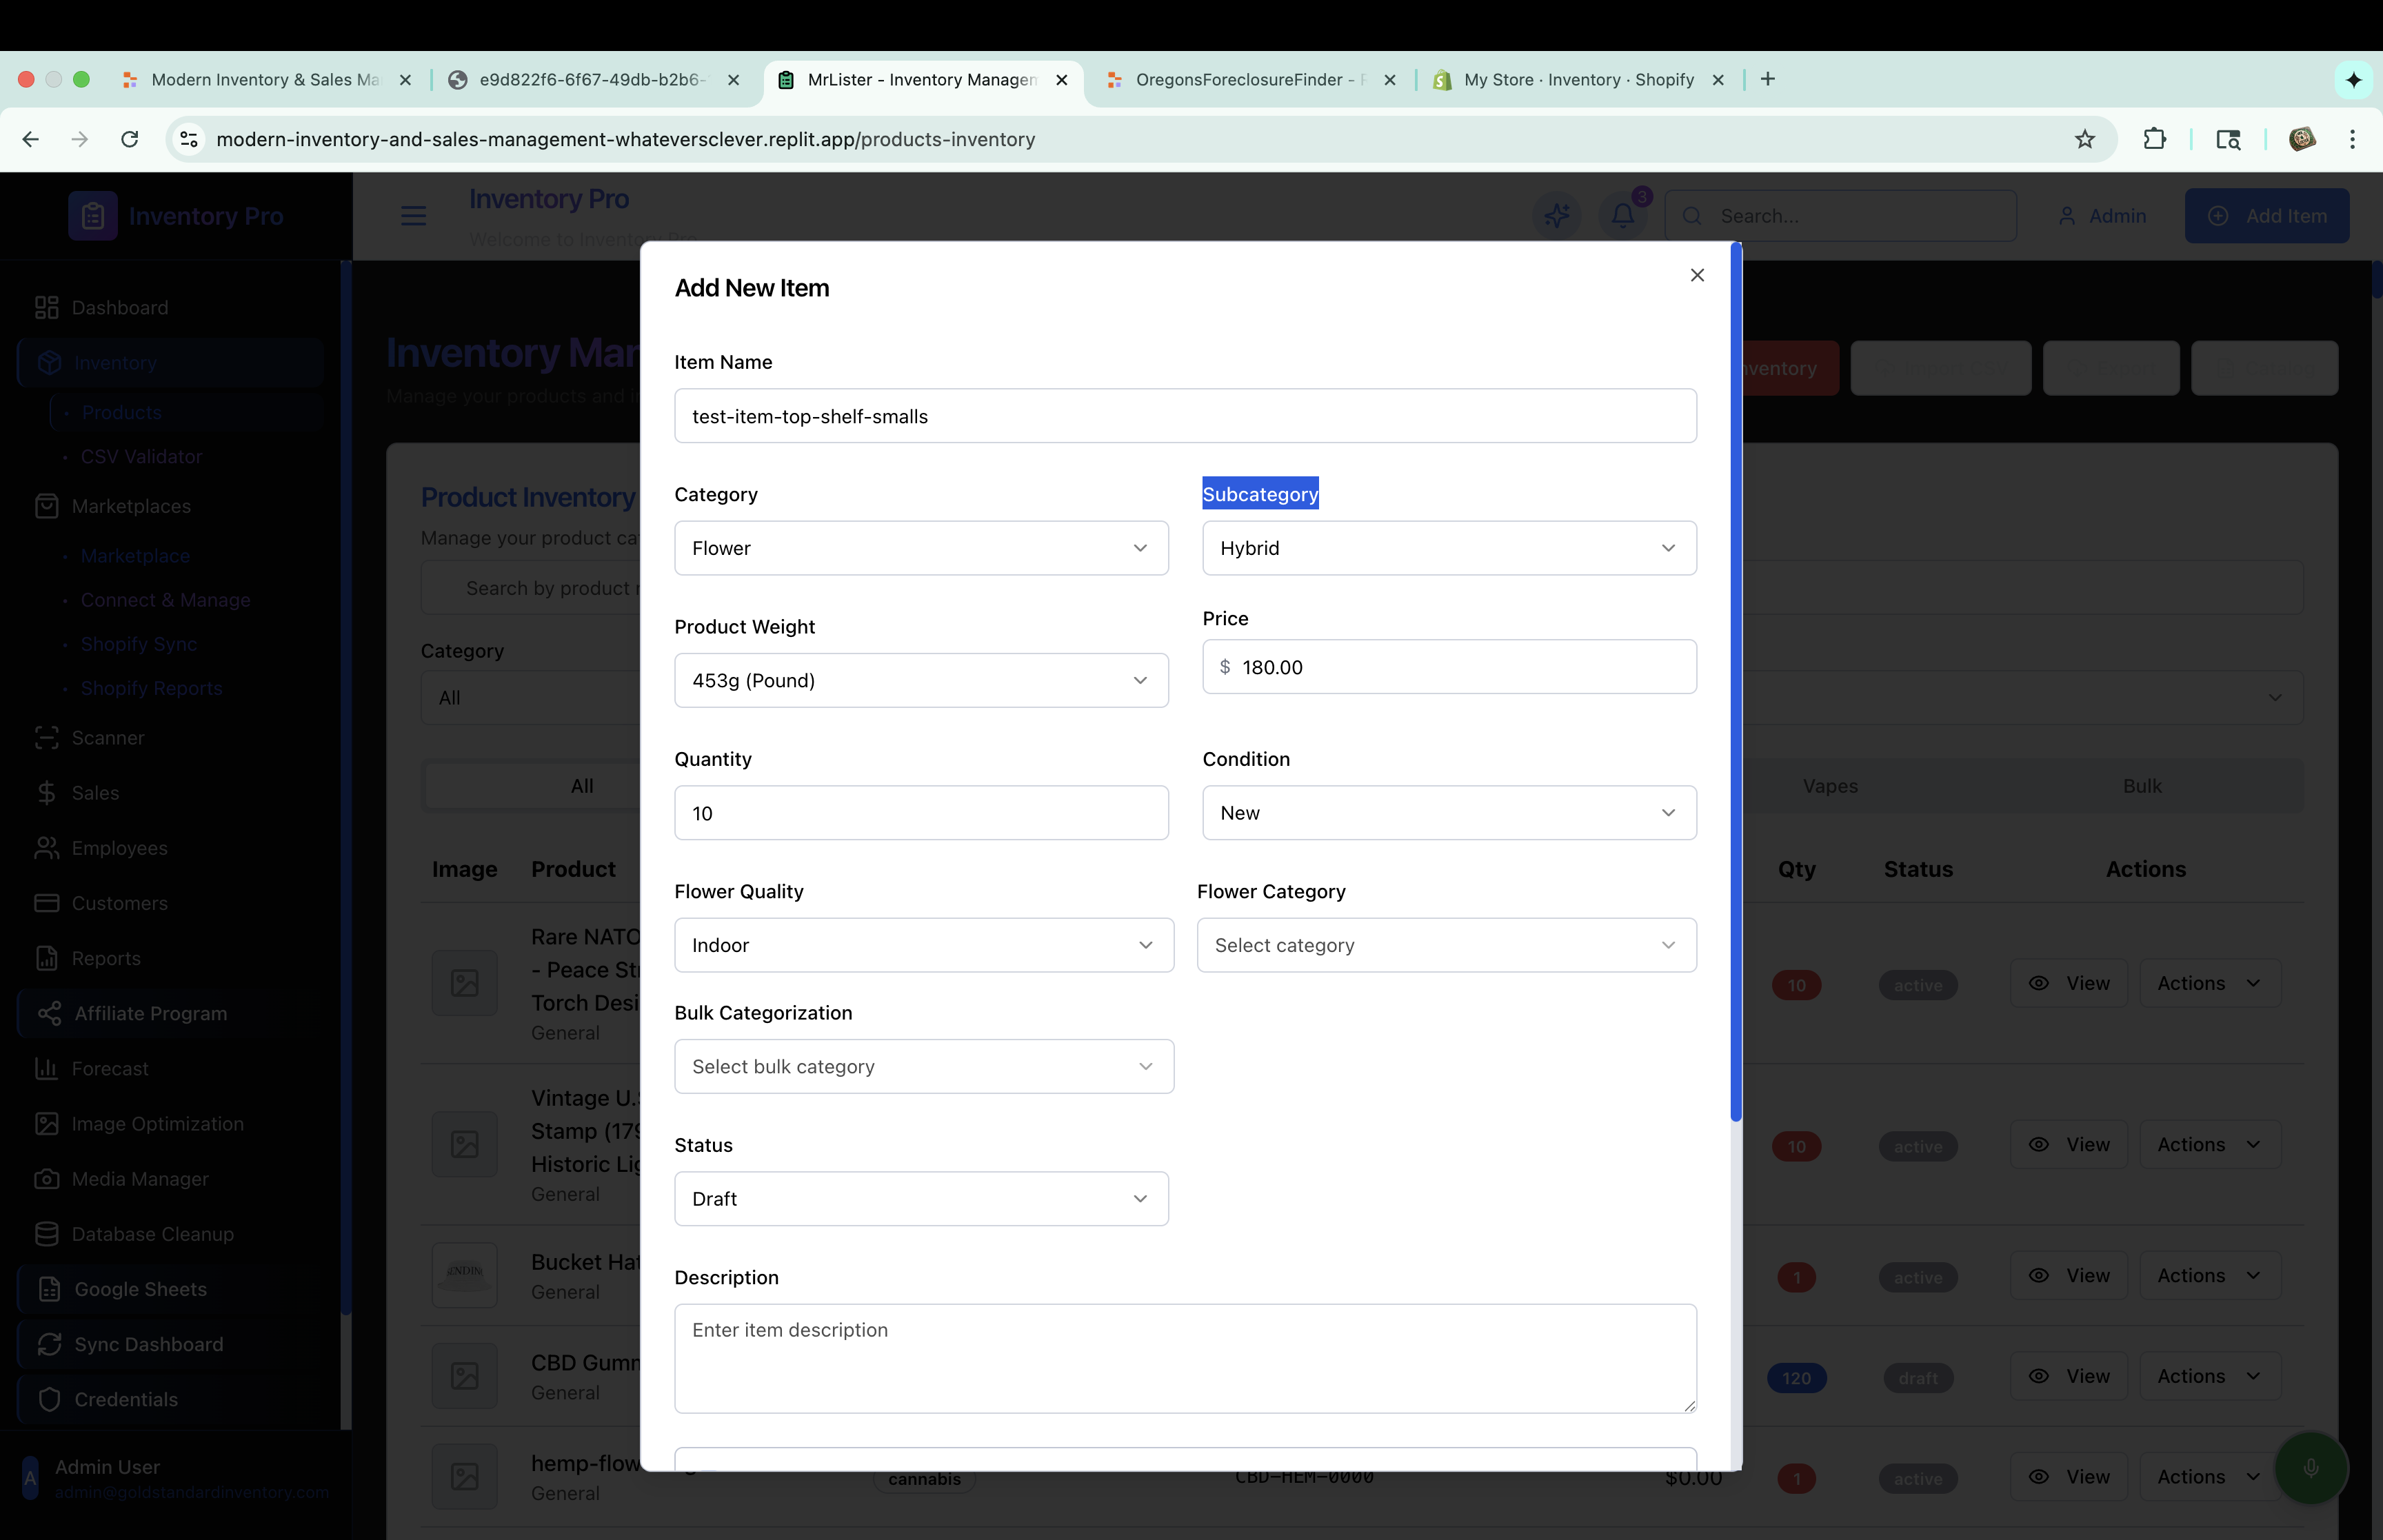 Modern Inventory & Sales Ma
e9d822f6-6f67-49db-b2b6-
MrLister - Inventory Managem
OregonsForeclosureFinder -
My Store · Inventory · Shopify
modern-inventory-and-sales-management-whateversclever.replit.app/products-inventory
Inventory Pro
Inventory Pro
Welcome to Inventory Pro
3
Search...
Admin
Add Item
Dashboard
Inventory
Products
CSV Validator
Marketplaces
Marketplace
Connect & Manage
Shopify Sync
Shopify Reports
Scanner
Sales
Employees
Customers
Reports
Affiliate Program
Forecast
Image Optimization
Media Manager
Database Cleanup
Google Sheets
Sync Dashboard
Credentials
A
Admin User
admin@goldstandardinventory.com
Inventory Mar
Manage your products and i
nventory
Product Inventory
Manage your product ca
Search by product
Category
All
All
Vapes
Bulk
Image
Product
Qty
Status
Actions
Rare NATO
- Peace St
Torch Desi
General
10
active
View
Actions
Vintage U.S
Stamp (179
Historic Lig
General
10
active
View
Actions
Bucket Hat
General
1
active
View
Actions
CBD Gumm
General
120
draft
View
Actions
hemp-flow
General
cannabis
CBD-HEM-0000
$0.00
1
active
View
Actions
Add New Item
Item Name
test-item-top-shelf-smalls
Category
Flower
Subcategory
Hybrid
Product Weight
453g (Pound)
Price
$ 180.00
Quantity
10
Condition
New
Flower Quality
Indoor
Flower Category
Select category
Bulk Categorization
Select bulk category
Status
Draft
Description
Enter item description